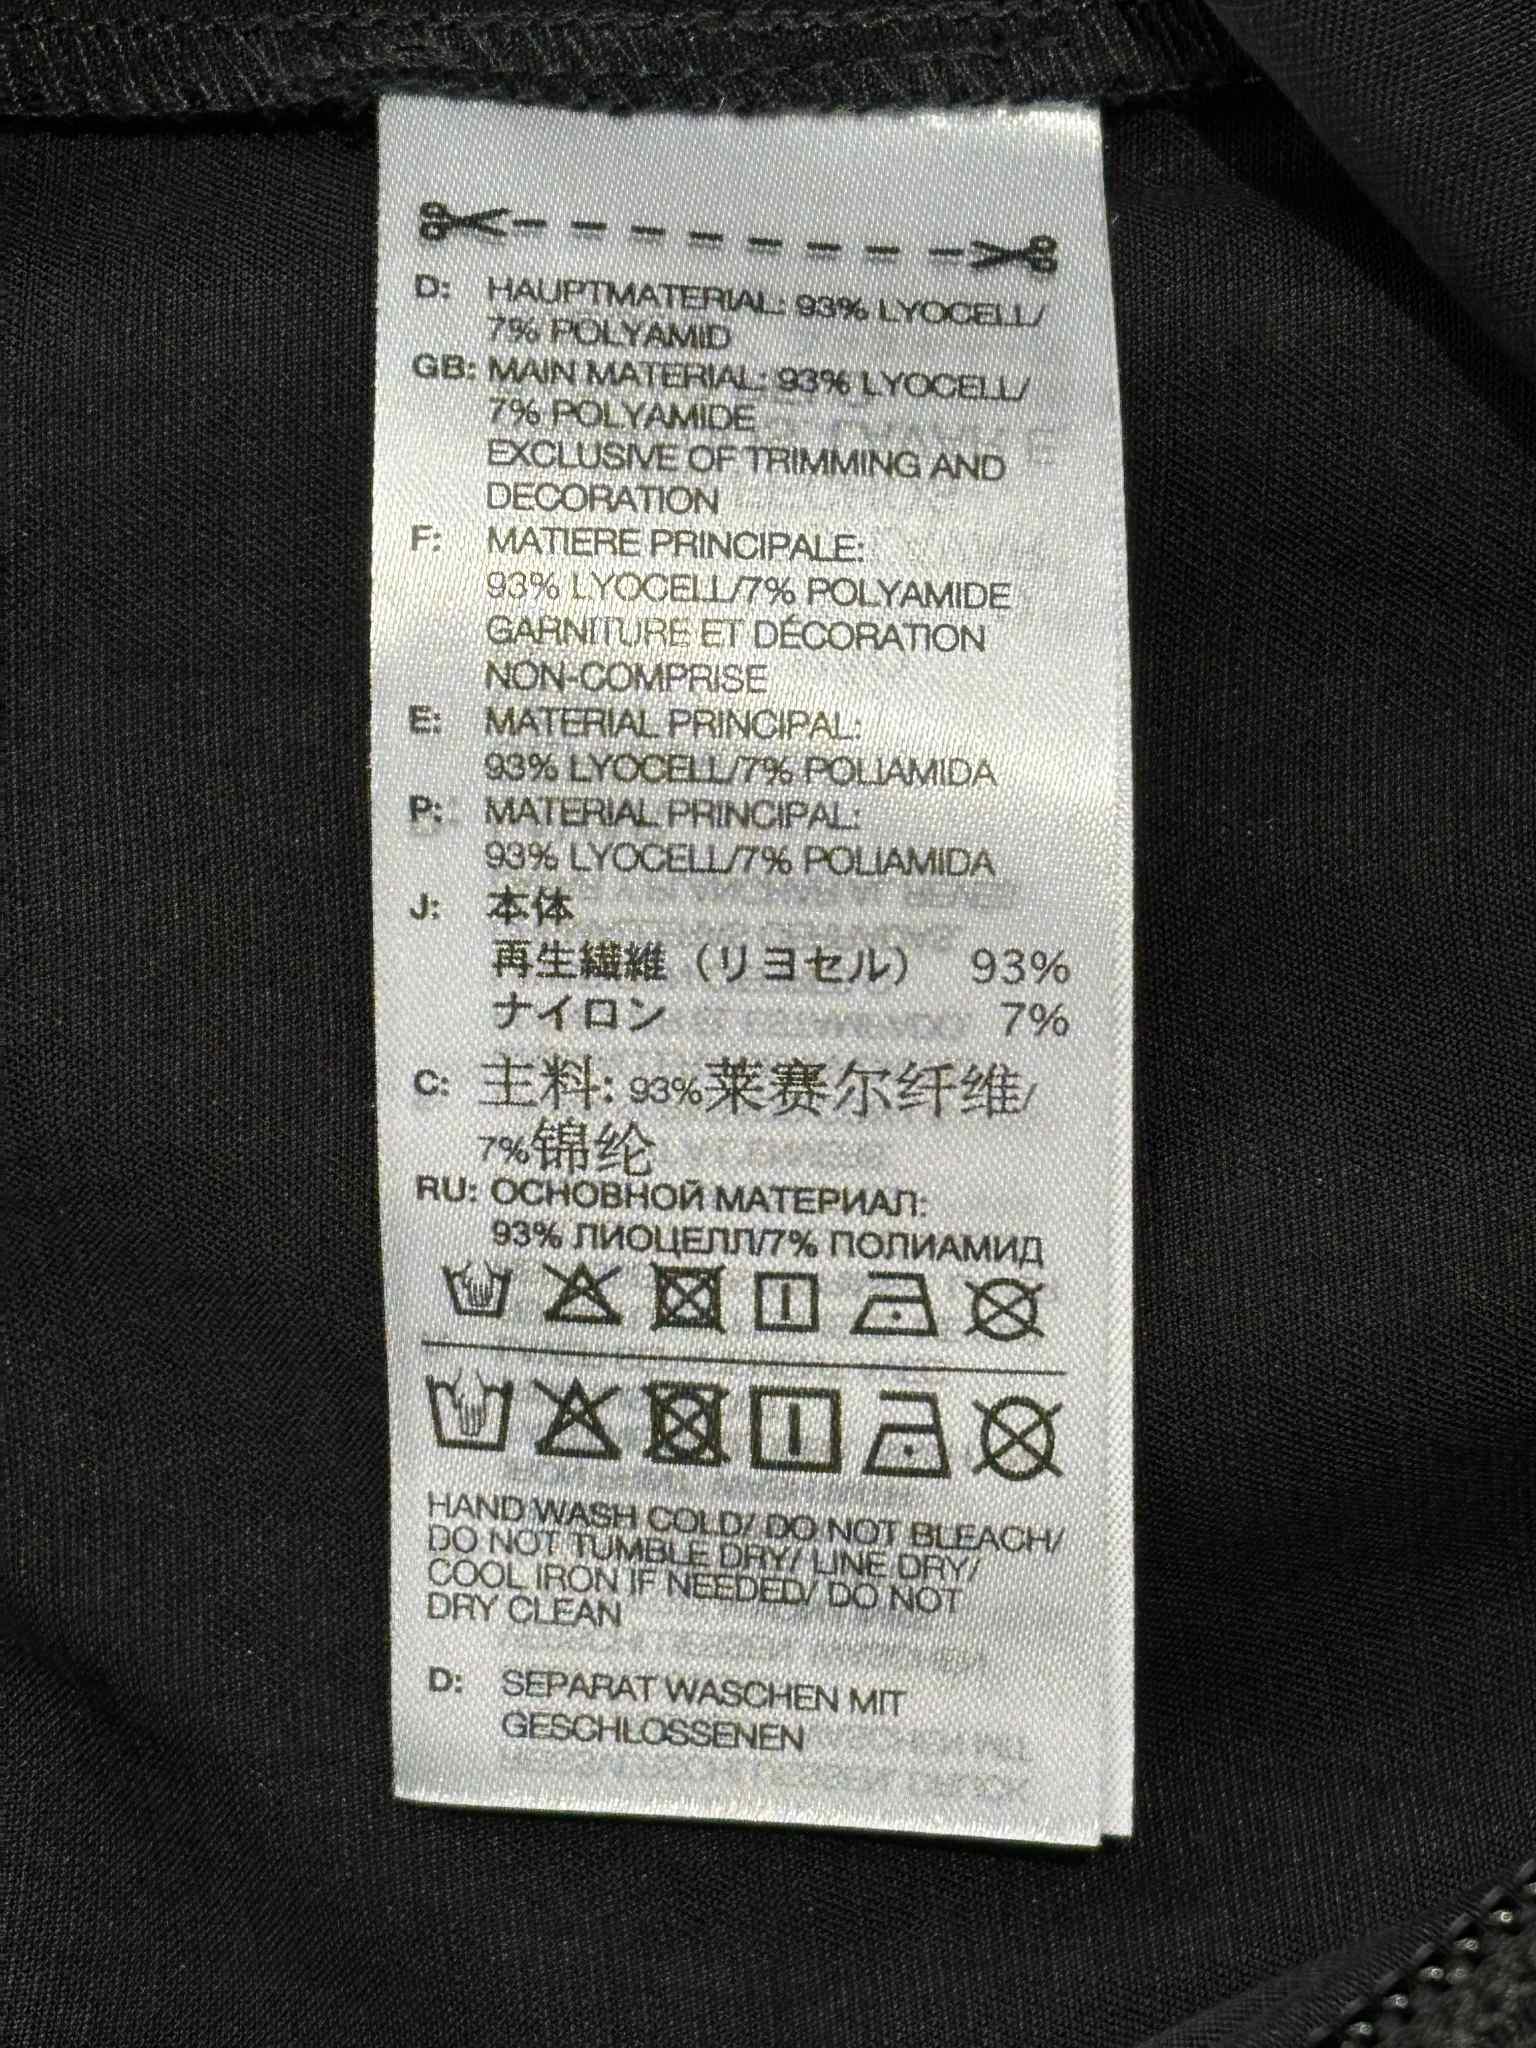 D: HAUPTMATERIAL: 93% LYOCELL/
7% POLYAMID
GB: MAIN MATERIAL: 93% LYOCELL/
7% POLYAMIDE
EXCLUSIVE OF TRIMMING AND
DECORATION
F: MATIERE PRINCIPALE:
93% LYOCELL/7% POLYAMIDE
GARNITURE ET DÉCORATION
NON-COMPRISE
E: MATERIAL PRINCIPAL:
93% LYOCELL/7% POLIAMIDA
P: MATERIAL PRINCIPAL:
93% LYOCELL/7% POLIAMIDA
J: 本体
再生繊維（リヨセル） 93%
ナイロン 7%
C: 主料: 93%莱赛尔纤维/
7%锦纶
RU: ОСНОВНОЙ МАТЕРИАЛ:
93% ЛИОЦЕЛЛ/7% ПОЛИАМИД
HAND WASH COLD/ DO NOT BLEACH/
DO NOT TUMBLE DRY/ LINE DRY/
COOL IRON IF NEEDED/ DO NOT
DRY CLEAN
D: SEPARAT WASCHEN MIT
GESCHLOSSENEN